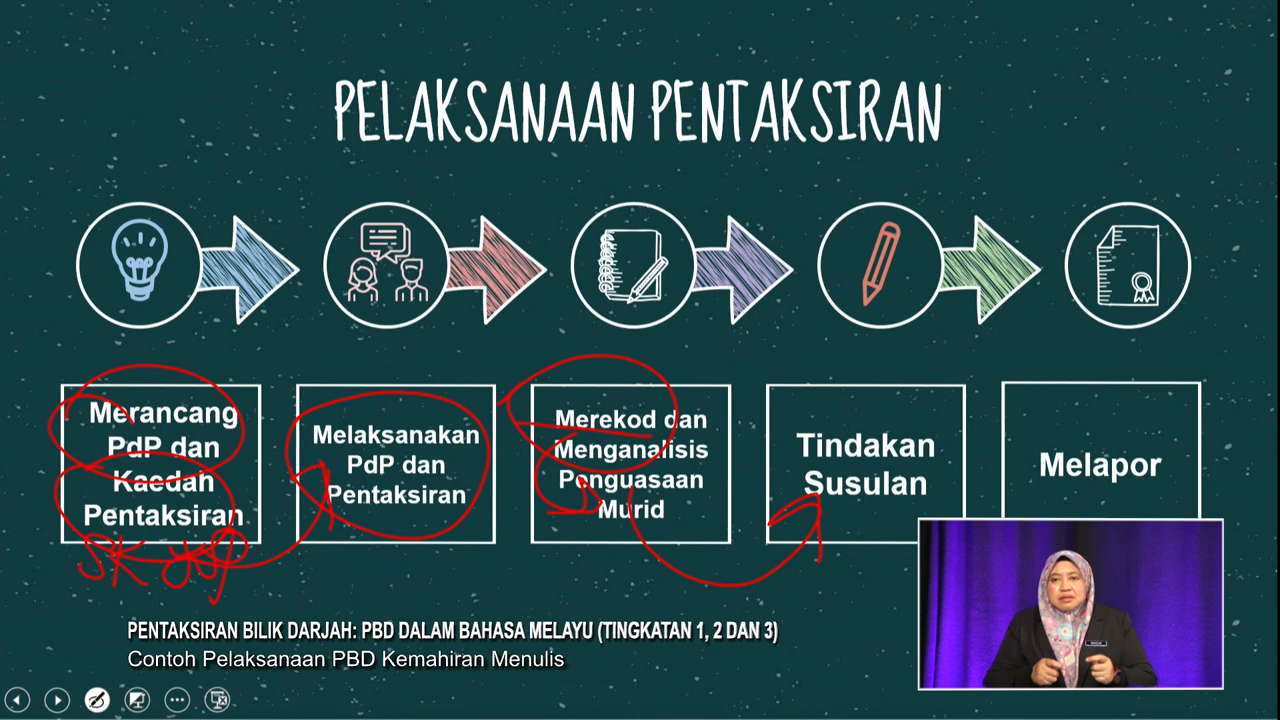 PELAKSANAAN PENTAKSIRAN
Merancang
PdP dan
Kaedah
Pentaksiran
Melaksanakan
PdP dan
Pentaksiran
Merekod dan
Menganalisis
Penguasaan
Murid
Tindakan
Susulan
Melapor
SK
PENTAKSIRAN BILIK DARJAH: PBD DALAM BAHASA MELAYU (TINGKATAN 1, 2 DAN 3)
Contoh Pelaksanaan PBD Kemahiran Menulis